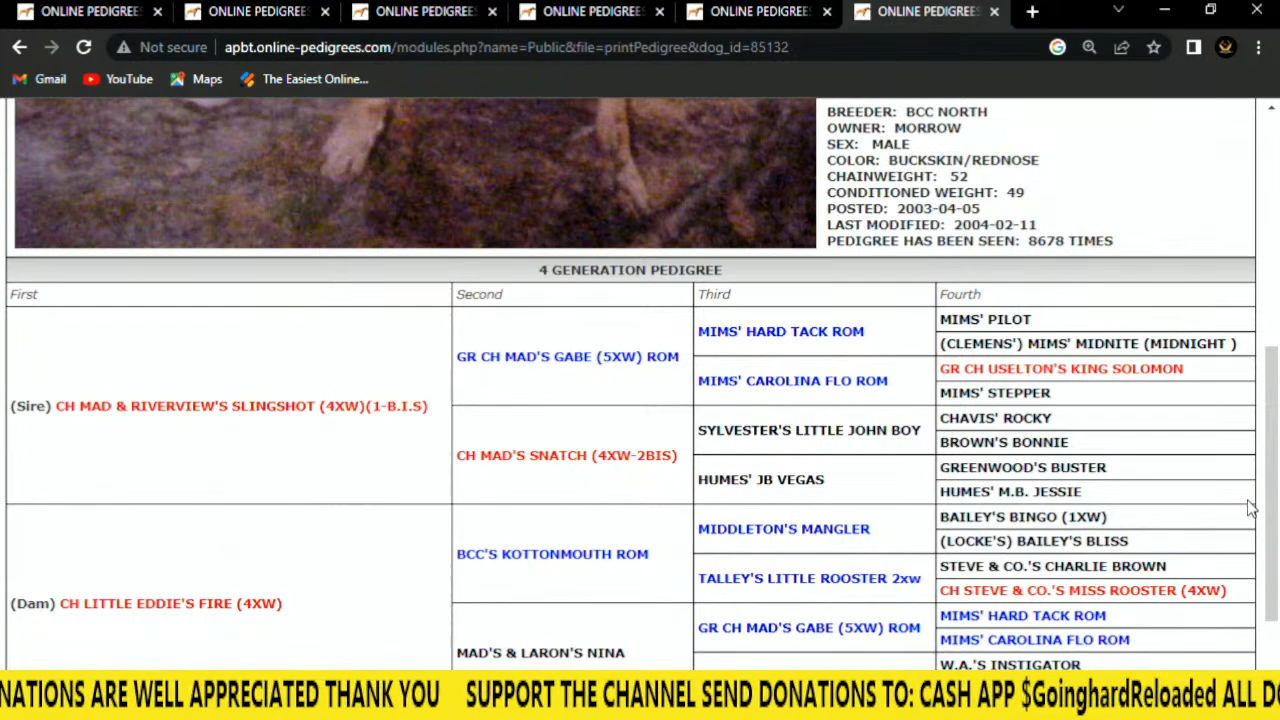 ONLINE PEDIGREES ONLINE PEDIGREES ONLINE PEDIGREES ONLINE PEDIGREES ONLINE PEDIGREES ONLINE PEDIGREES
Not secure apbt.online-pedigrees.com/modules.php?name=Public&file=printPedigree&dog_id=85132
Gmail YouTube Maps The Easiest Online...
BREEDER: BCC NORTH
OWNER: MORROW
SEX: MALE
COLOR: BUCKSKIN/REDNOSE
CHAINWEIGHT: 52
CONDITIONED WEIGHT: 49
POSTED: 2003-04-05
LAST MODIFIED: 2004-02-11
PEDIGREE HAS BEEN SEEN: 8678 TIMES
4 GENERATION PEDIGREE
First Second Third Fourth
(Sire) CH MAD & RIVERVIEW'S SLINGSHOT (4XW)(1-B.I.S)
GR CH MAD'S GABE (5XW) ROM
MIMS' HARD TACK ROM
MIMS' PILOT
(CLEMENS') MIMS' MIDNITE (MIDNIGHT )
MIMS' CAROLINA FLO ROM
GR CH USELTON'S KING SOLOMON
MIMS' STEPPER
CH MAD'S SNATCH (4XW-2BIS)
SYLVESTER'S LITTLE JOHN BOY
CHAVIS' ROCKY
BROWN'S BONNIE
HUMES' JB VEGAS
GREENWOOD'S BUSTER
HUMES' M.B. JESSIE
(Dam) CH LITTLE EDDIE'S FIRE (4XW)
BCC'S KOTTONMOUTH ROM
MIDDLETON'S MANGLER
BAILEY'S BINGO (1XW)
(LOCKE'S) BAILEY'S BLISS
TALLEY'S LITTLE ROOSTER 2xw
STEVE & CO.'S CHARLIE BROWN
CH STEVE & CO.'S MISS ROOSTER (4XW)
MAD'S & LARON'S NINA
GR CH MAD'S GABE (5XW) ROM
MIMS' HARD TACK ROM
MIMS' CAROLINA FLO ROM
W.A.'S INSTIGATOR
NATIONS ARE WELL APPRECIATED THANK YOU SUPPORT THE CHANNEL SEND DONATIONS TO: CASH APP $GoinghardReloaded ALL DO